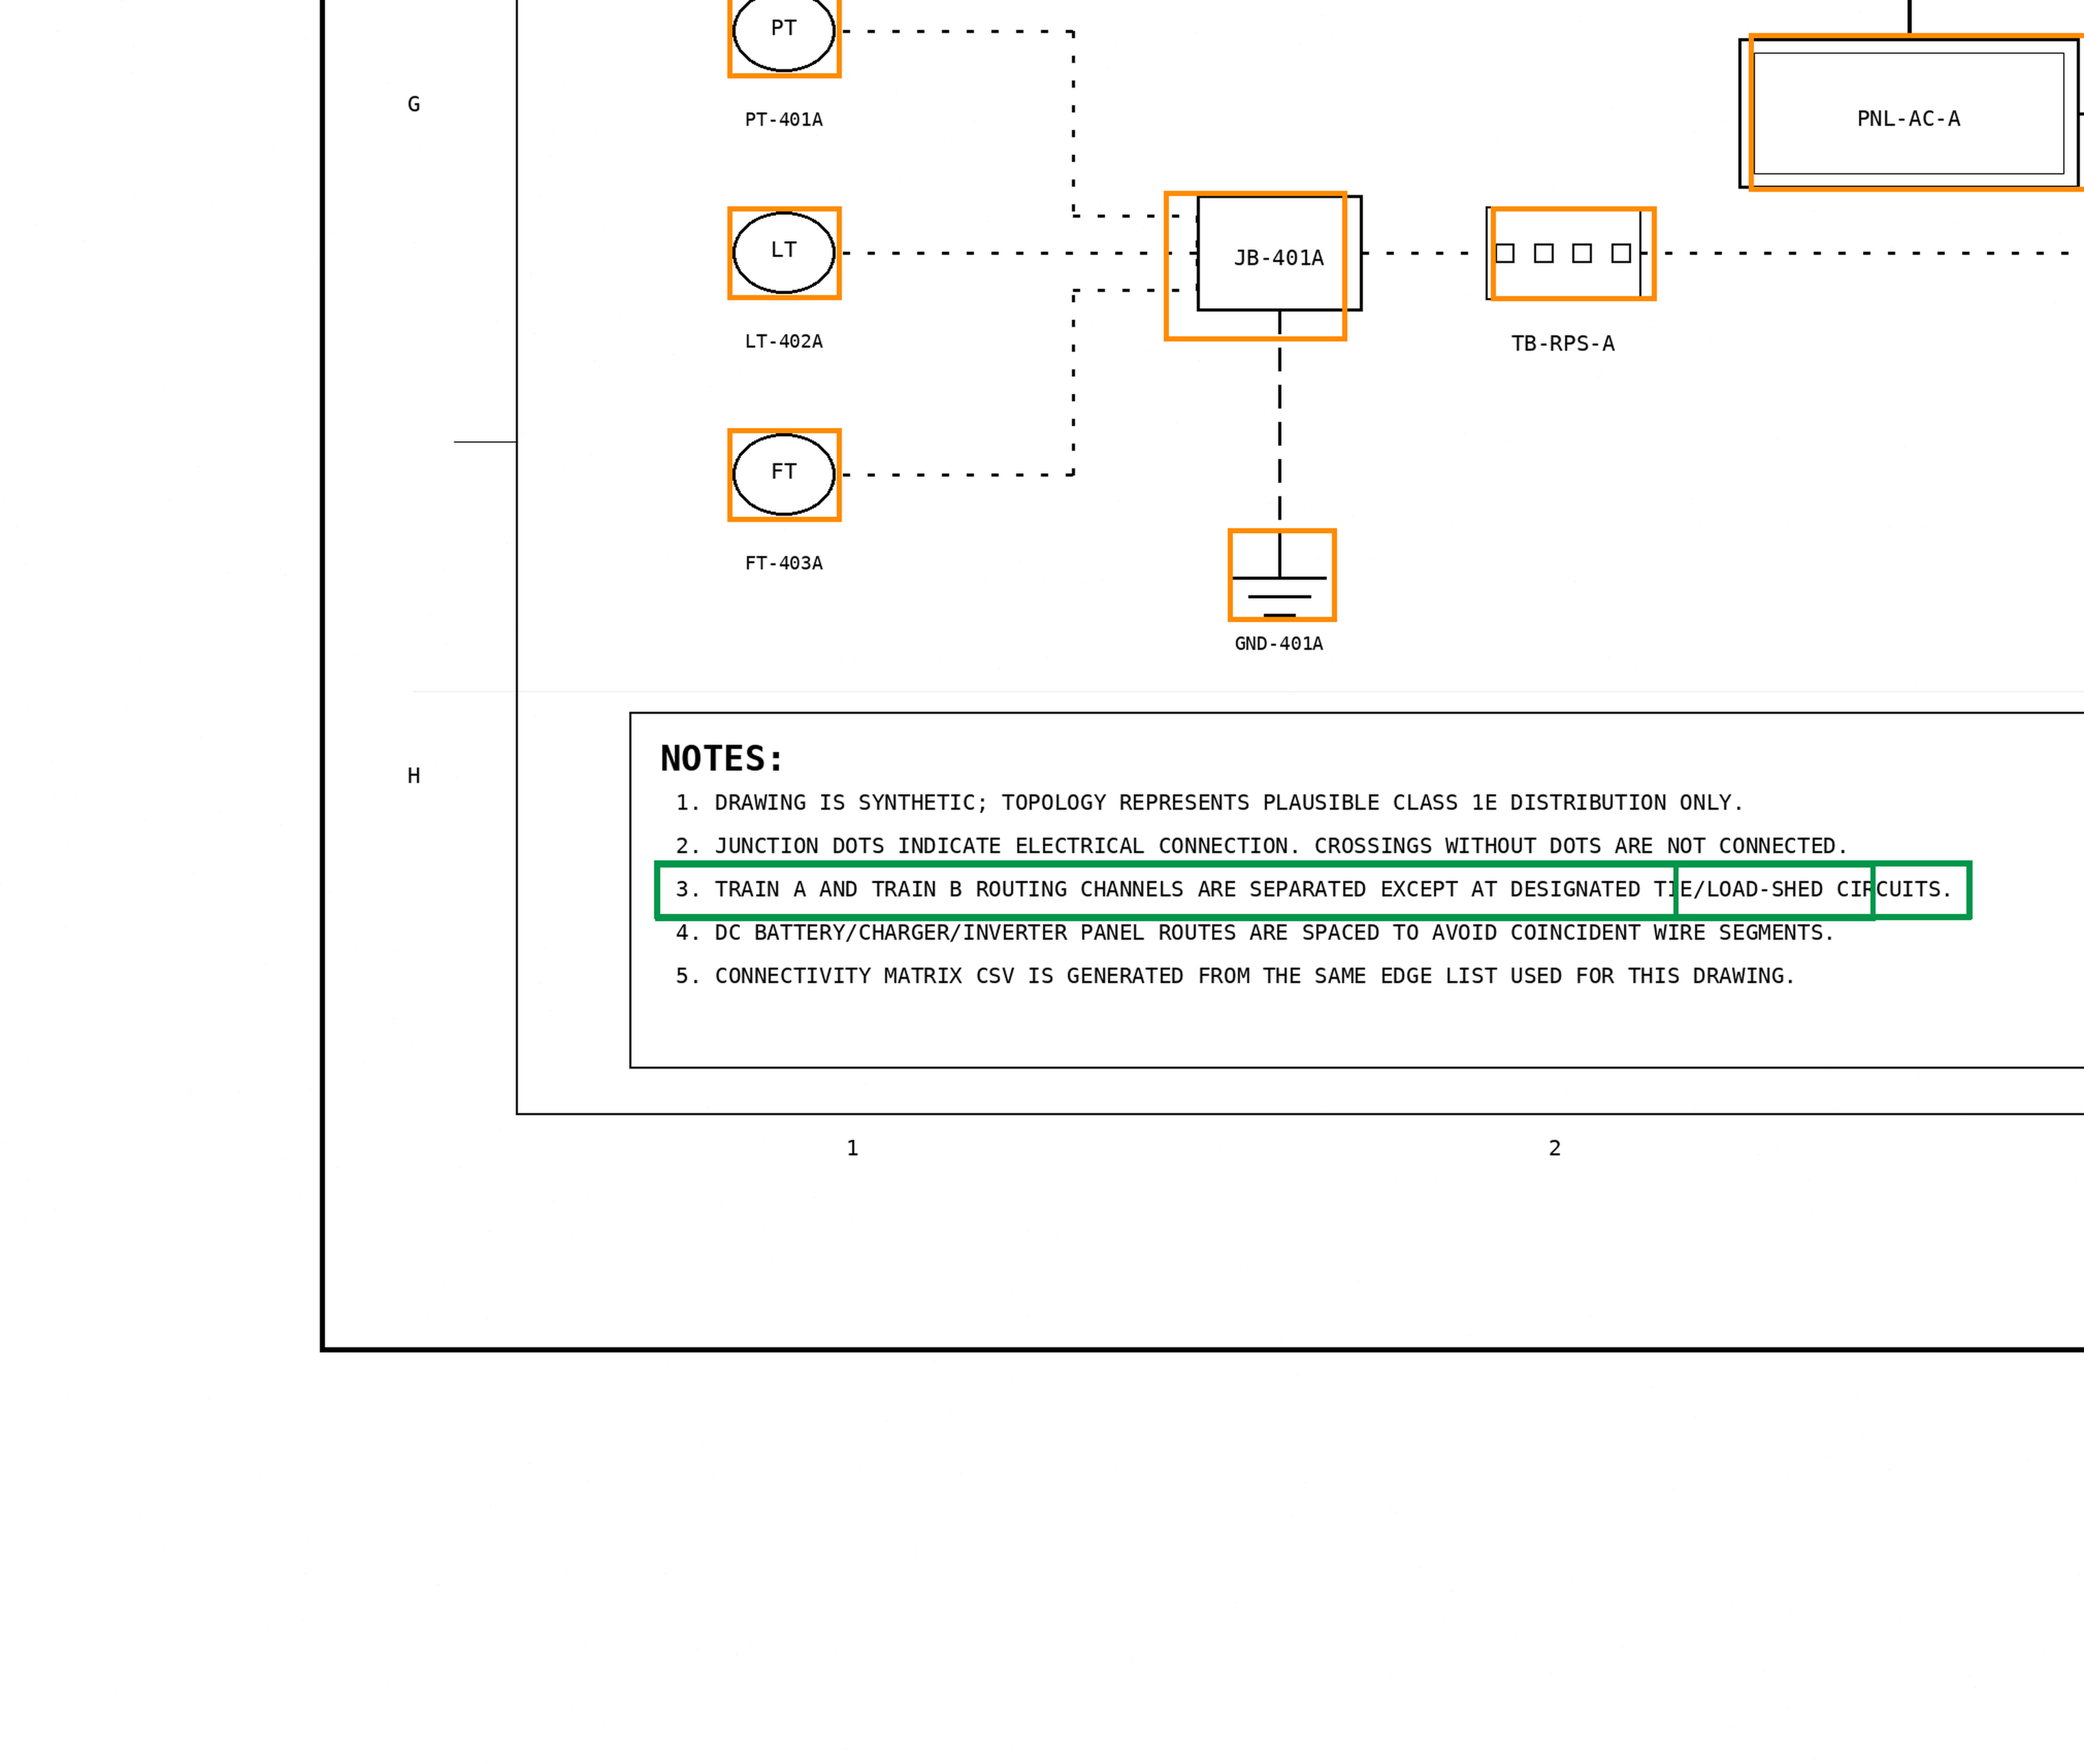 PT
G
PT-401A
PNL-AC-A
LT
JB-401A
LT-402A
TB-RPS-A
FT
FT-403A
GND-401A
H
NOTES:
1. DRAWING IS SYNTHETIC; TOPOLOGY REPRESENTS PLAUSIBLE CLASS 1E DISTRIBUTION ONLY.
2. JUNCTION DOTS INDICATE ELECTRICAL CONNECTION. CROSSINGS WITHOUT DOTS ARE NOT CONNECTED.
3. TRAIN A AND TRAIN B ROUTING CHANNELS ARE SEPARATED EXCEPT AT DESIGNATED TIE/LOAD-SHED CIRCUITS.
4. DC BATTERY/CHARGER/INVERTER PANEL ROUTES ARE SPACED TO AVOID COINCIDENT WIRE SEGMENTS.
5. CONNECTIVITY MATRIX CSV IS GENERATED FROM THE SAME EDGE LIST USED FOR THIS DRAWING.
1
2